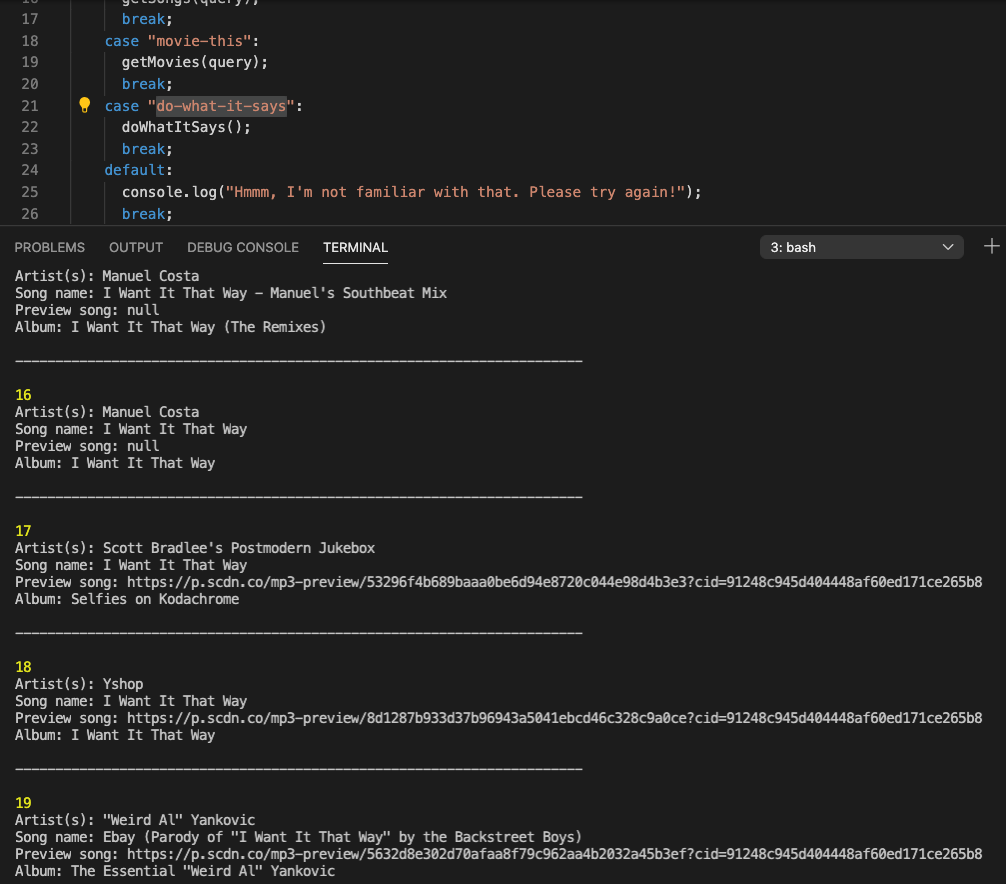 16 getSongs(query);
17 break;
18 case "movie-this":
19 getMovies(query);
20 break;
21 case "do-what-it-says":
22 doWhatItSays();
23 break;
24 default:
25 console.log("Hmmm, I'm not familiar with that. Please try again!");
26 break;
PROBLEMS OUTPUT DEBUG CONSOLE TERMINAL 3: bash
Artist(s): Manuel Costa
Song name: I Want It That Way - Manuel's Southbeat Mix
Preview song: null
Album: I Want It That Way (The Remixes)
16
Artist(s): Manuel Costa
Song name: I Want It That Way
Preview song: null
Album: I Want It That Way
17
Artist(s): Scott Bradlee's Postmodern Jukebox
Song name: I Want It That Way
Preview song: https://p.scdn.co/mp3-preview/53296f4b689baaa0be6d94e8720c044e98d4b3e3?cid=91248c945d404448af60ed171ce265b8
Album: Selfies on Kodachrome
18
Artist(s): Yshop
Song name: I Want It That Way
Preview song: https://p.scdn.co/mp3-preview/8d1287b933d37b96943a5041ebcd46c328c9a0ce?cid=91248c945d404448af60ed171ce265b8
Album: I Want It That Way
19
Artist(s): "Weird Al" Yankovic
Song name: Ebay (Parody of "I Want It That Way" by the Backstreet Boys)
Preview song: https://p.scdn.co/mp3-preview/5632d8e302d70afaa8f79c962aa4b2032a45b3ef?cid=91248c945d404448af60ed171ce265b8
Album: The Essential "Weird Al" Yankovic